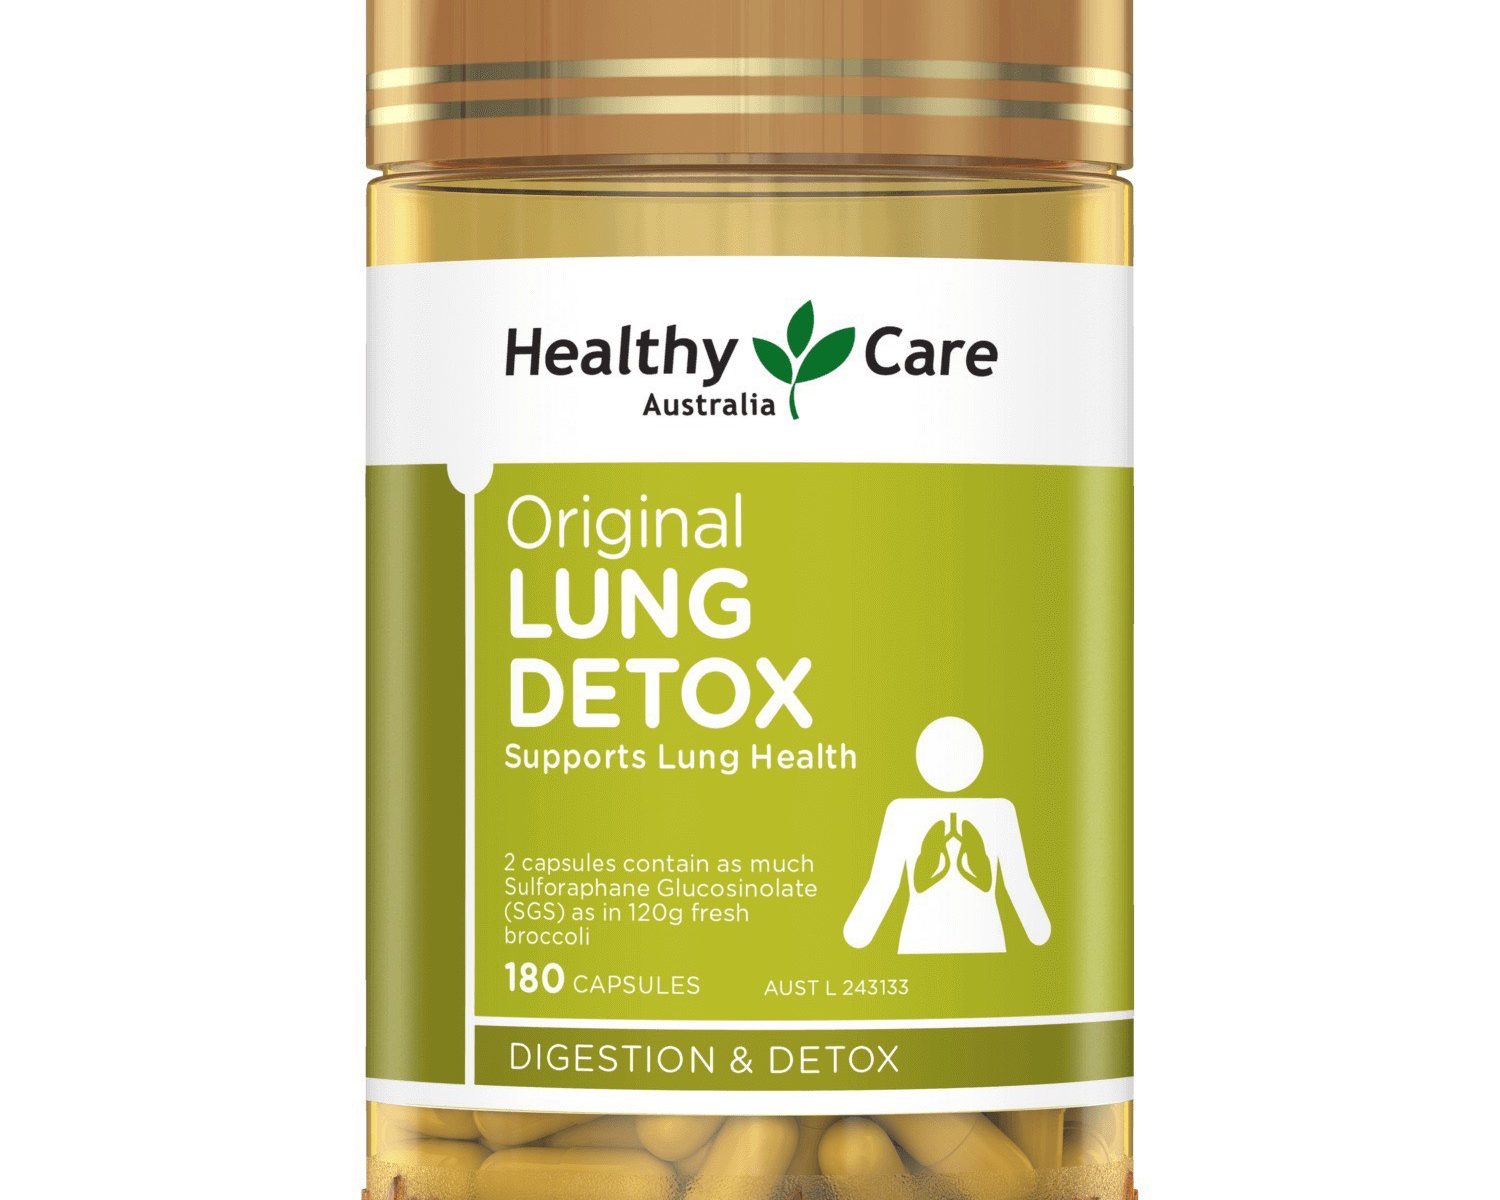 Healthy Care
Australia
Original
LUNG
DETOX
Supports Lung Health
2 capsules contain as much
Sulforaphane Glucosinolate
(SGS) as in 120g fresh
broccoli
180 CAPSULES AUST L 243133
DIGESTION & DETOX